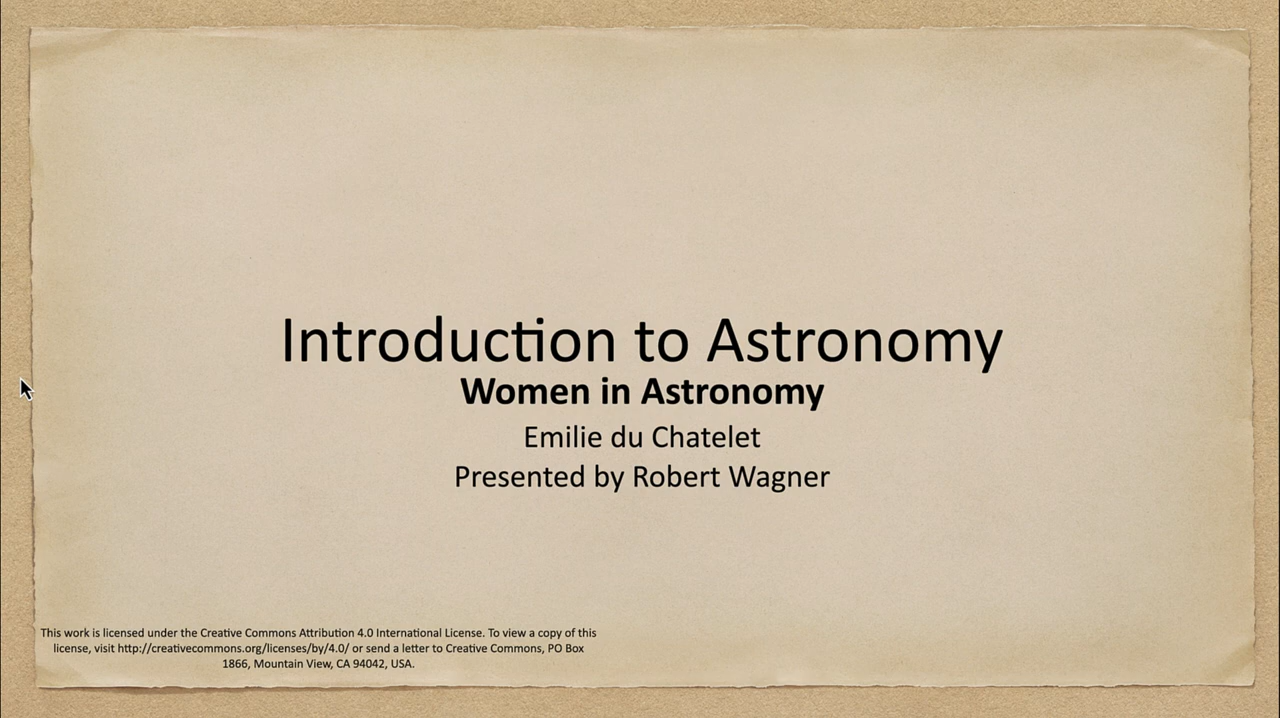 Introduction to Astronomy
Women in Astronomy
Emilie du Chatelet
Presented by Robert Wagner
This work is licensed under the Creative Commons Attribution 4.0 International License. To view a copy of this
license, visit http://creativecommons.org/licenses/by/4.0/ or send a letter to Creative Commons, PO Box
1866, Mountain View, CA 94042, USA.